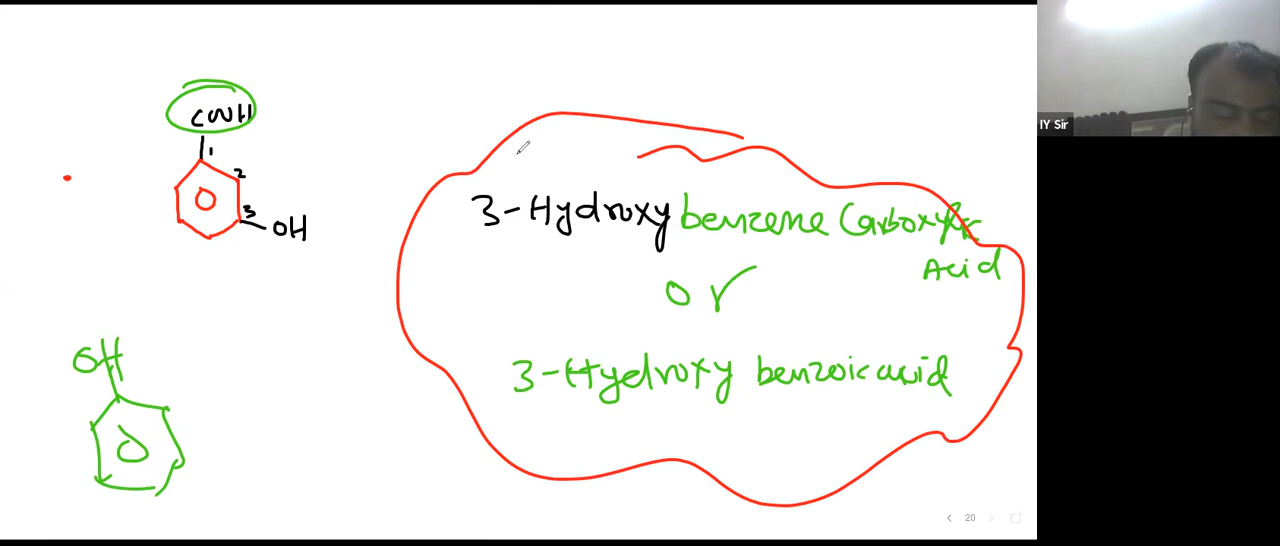 COOH
1
2
3
OH
3-Hydroxy benzene Carboxylic
Acid
or
3-Hydroxy benzoic acid
OH
IY Sir
20